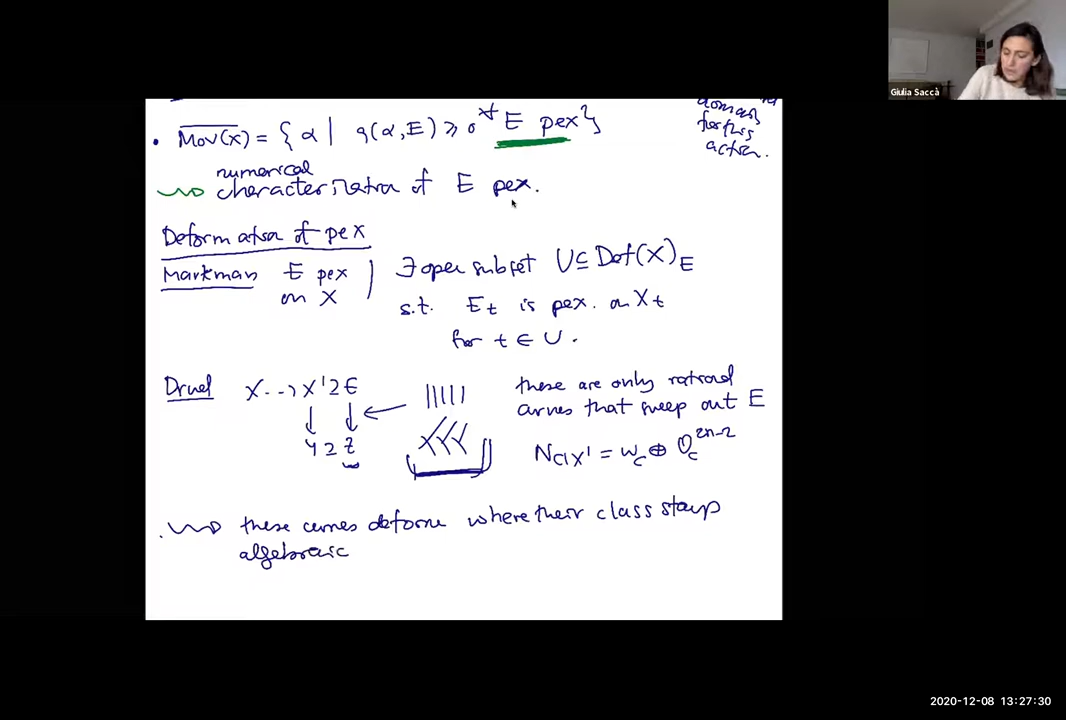 domain
for this
action.
• Mov(X) = { α | q(α, E) ≥ 0 ∀ E pex }
numerical
characterization of E pex.
Deformation of pex
Markman E pex on X | ∃ open subset U ⊆ Def(X)_E
s.t. E_t is pex. on X_t
for t ∈ U.
Druel X --→ X' ⊇ E
↓ ↓ ←
Y ⊇ Z
these are only rational
curves that sweep out E
N_{C|X'} = ω_C ⊕ O_C^{2n-2}
these curves deform where their class stays
algebraic
Giulia Saccà
2020-12-08 13:27:30